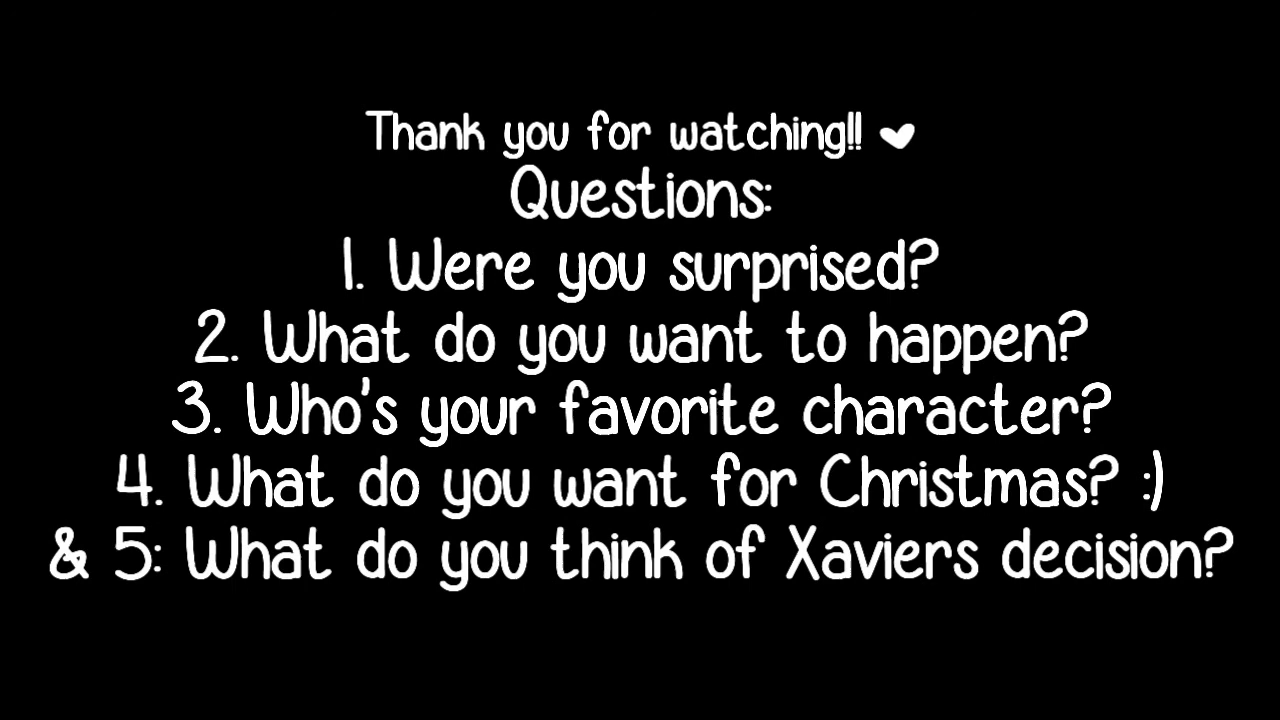 Thank you for watching!! ♥
Questions:
1. Were you surprised?
2. What do you want to happen?
3. Who's your favorite character?
4. What do you want for Christmas? :)
& 5: What do you think of Xaviers decision?